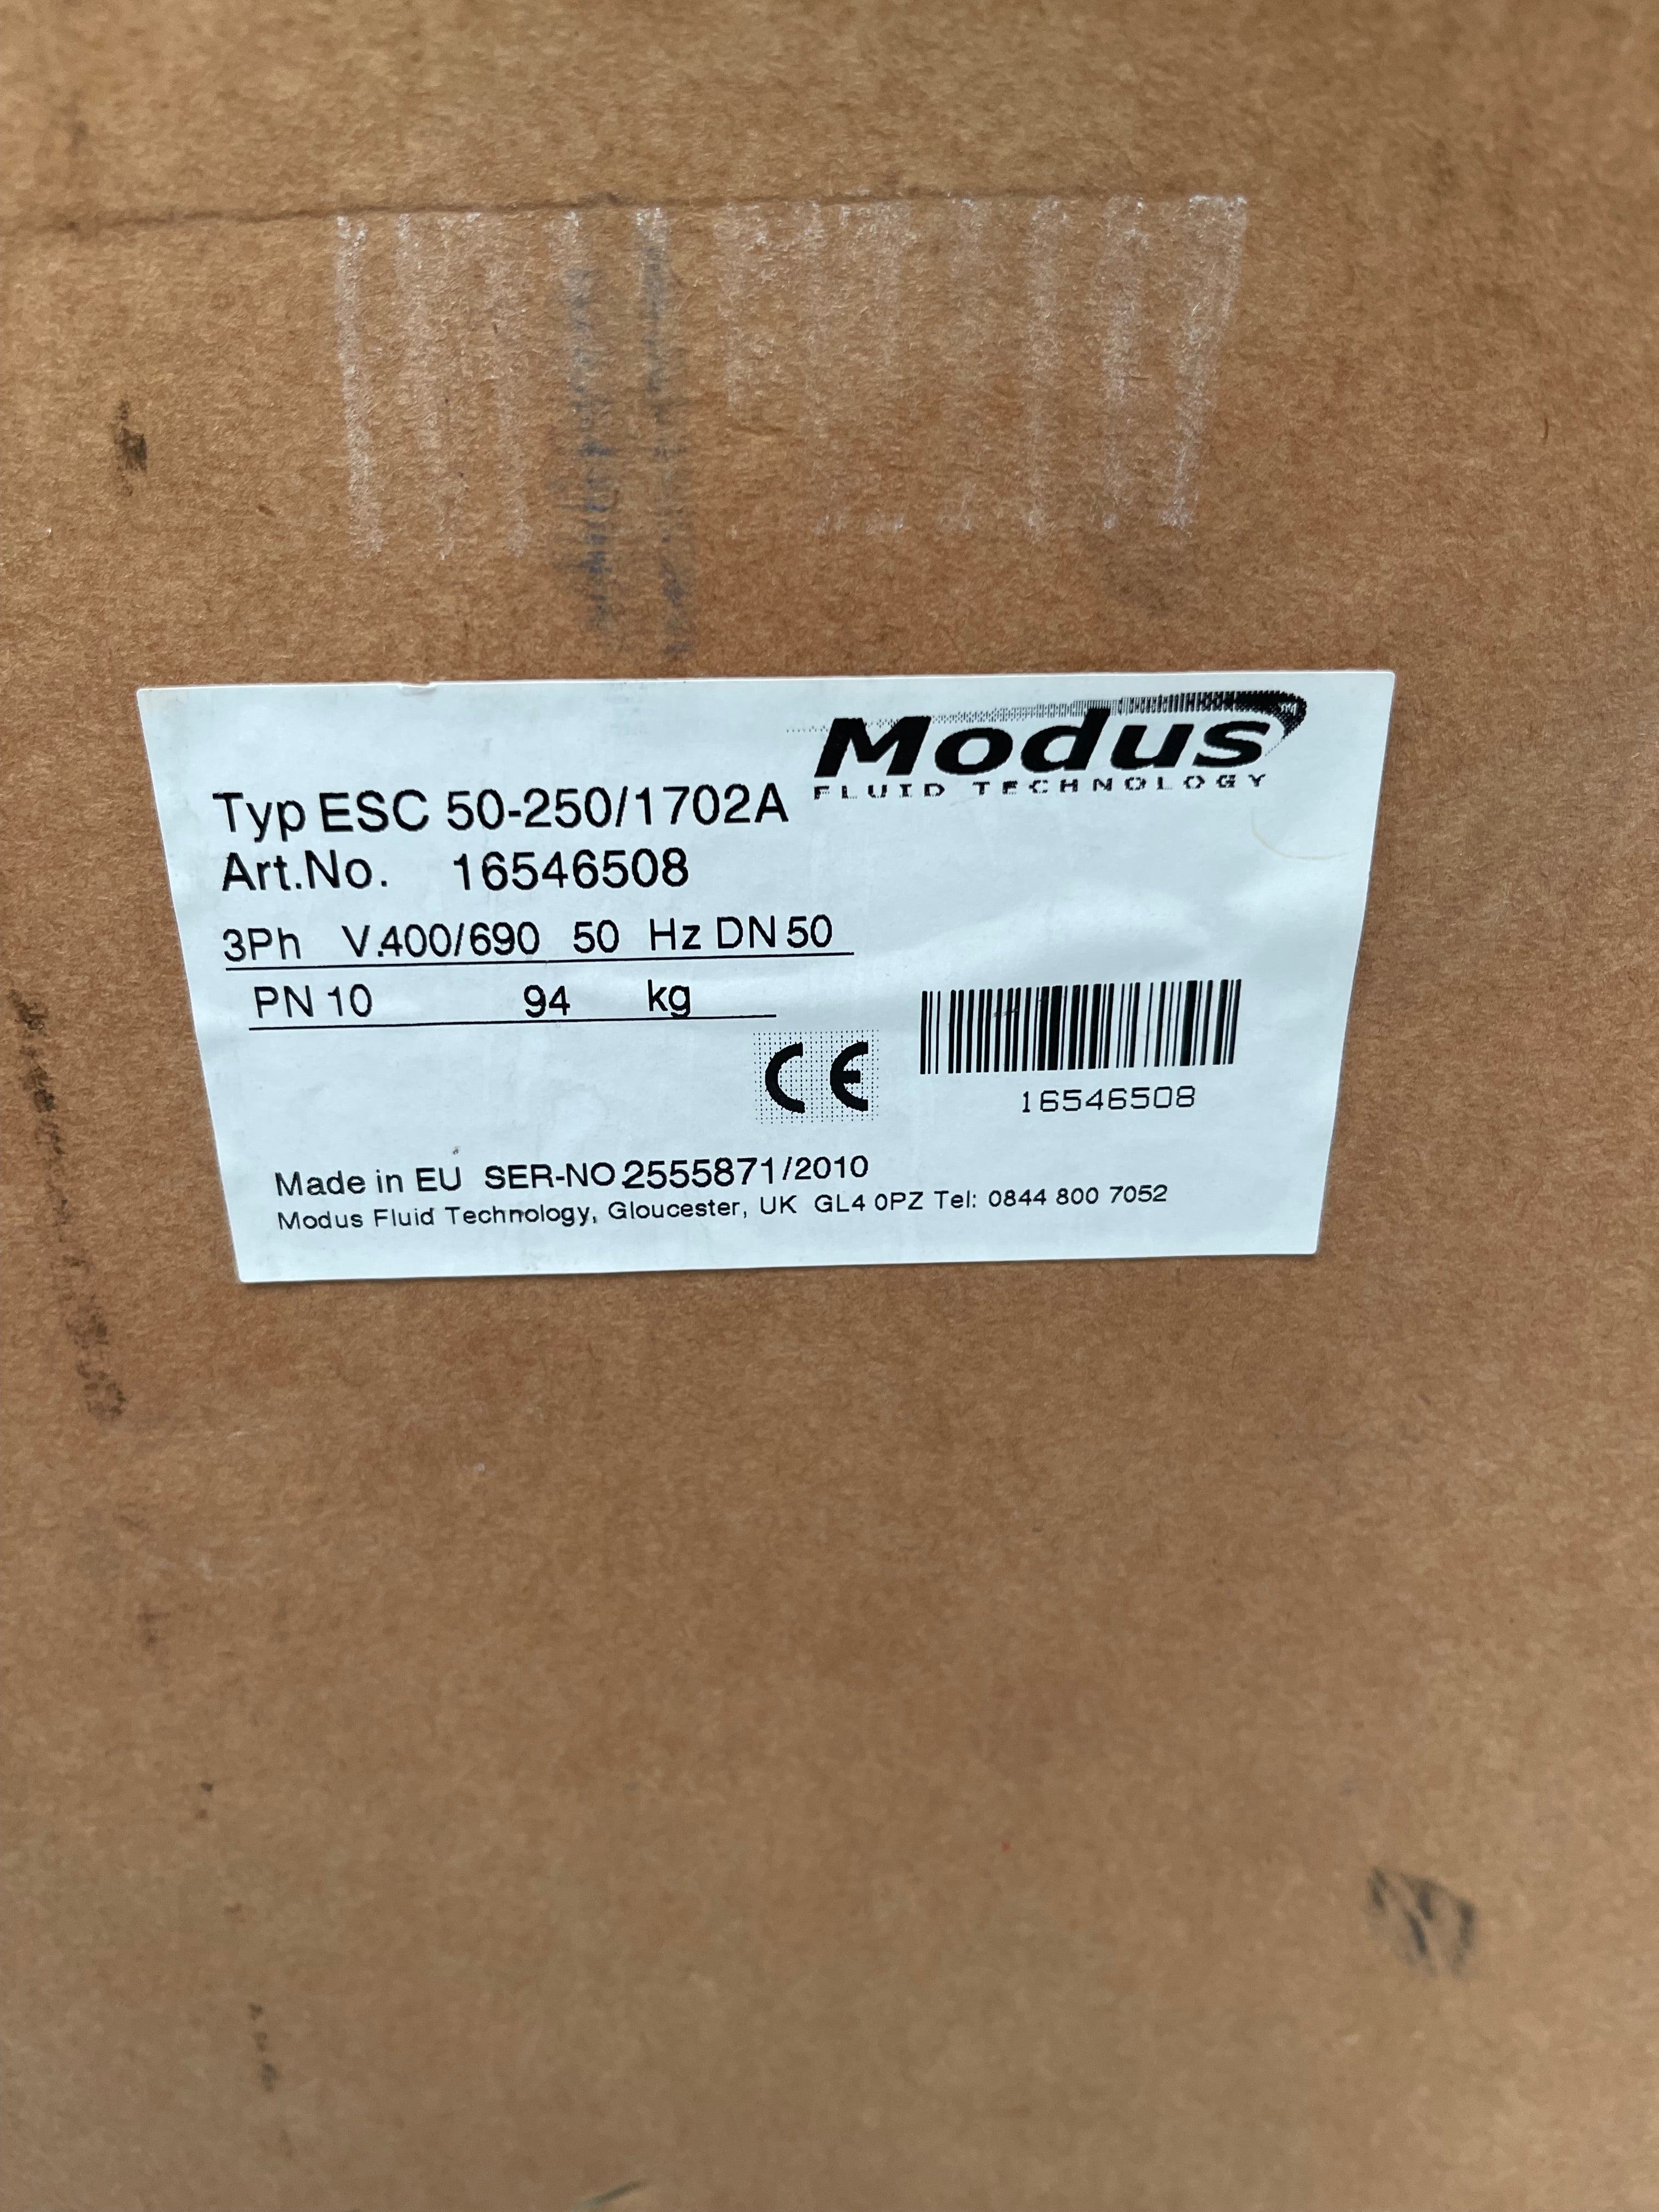 Modus™
FLUID TECHNOLOGY
Typ ESC 50-250/1702A
Art.No. 16546508
3Ph V.400/690 50 Hz DN 50
PN 10 94 kg
CE
16546508
Made in EU SER-NO 2555871/2010
Modus Fluid Technology, Gloucester, UK GL4 0PZ Tel: 0844 800 7052